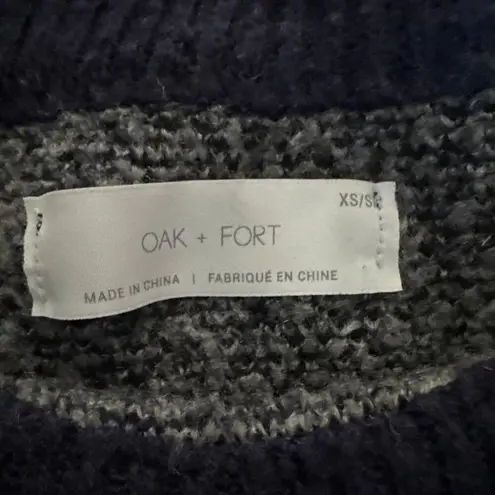 XS/S
OAK + FORT
MADE IN CHINA | FABRIQUÉ EN CHINE